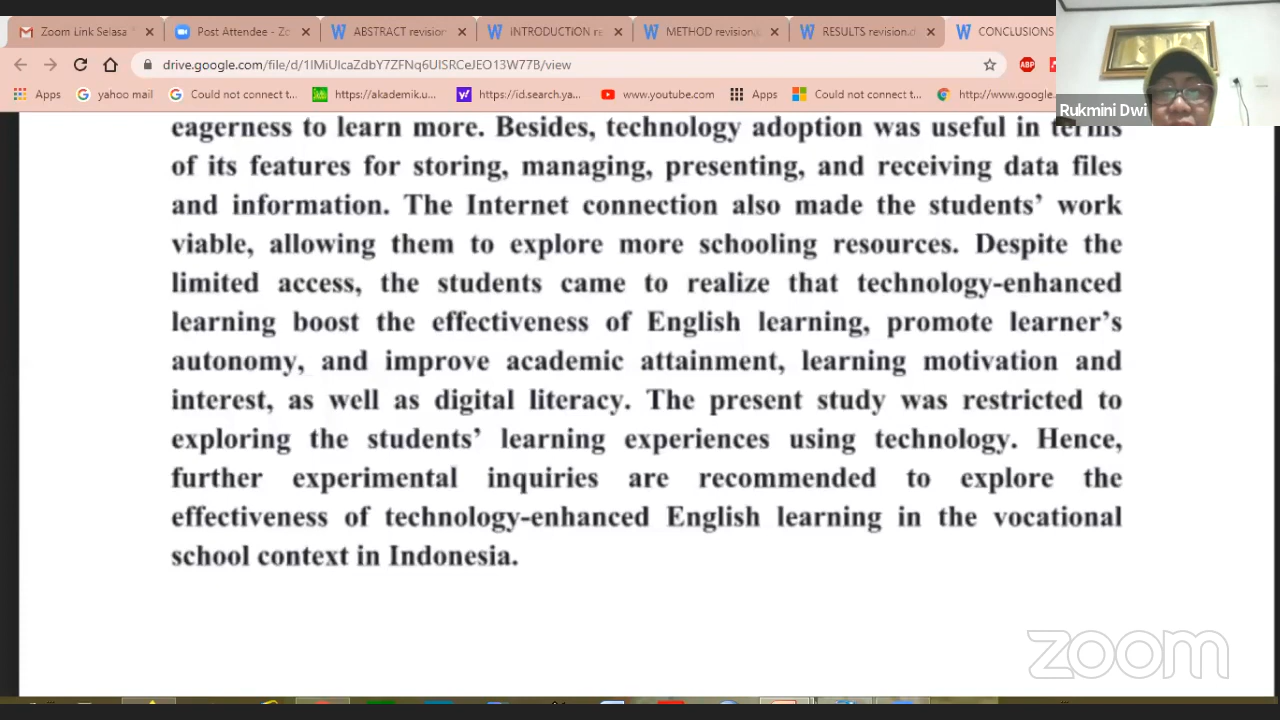 Zoom Link Selasa
Post Attendee - Zo
ABSTRACT revision
INTRODUCTION re
METHOD revision.
RESULTS revision.d
CONCLUSIONS
drive.google.com/file/d/1IMiUIcaZdbY7ZFNq6UISRCeJEO13W77B/view
ABP
Apps
yahoo mail
Could not connect t...
https://akademik.u...
https://id.search.ya...
www.youtube.com
Apps
Could not connect t...
http://www.google.
Rukmini Dwi
eagerness to learn more. Besides, technology adoption was useful in terms
of its features for storing, managing, presenting, and receiving data files
and information. The Internet connection also made the students’ work
viable, allowing them to explore more schooling resources. Despite the
limited access, the students came to realize that technology-enhanced
learning boost the effectiveness of English learning, promote learner’s
autonomy, and improve academic attainment, learning motivation and
interest, as well as digital literacy. The present study was restricted to
exploring the students’ learning experiences using technology. Hence,
further experimental inquiries are recommended to explore the
effectiveness of technology-enhanced English learning in the vocational
school context in Indonesia.
zoom